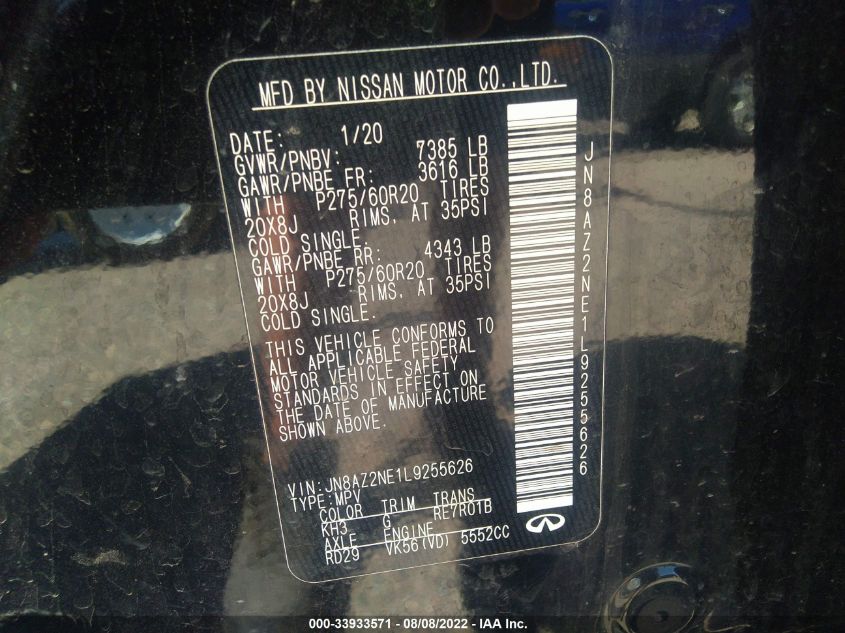 MFD BY NISSAN MOTOR CO.,LTD.
DATE: 1/20
GVWR/PNBV: 7385 LB
GAWR/PNBE FR: 3616 LB
WITH P275/60R20 TIRES
20X8J RIMS, AT 35PSI
COLD SINGLE.
GAWR/PNBE RR: 4343 LB
WITH P275/60R20 TIRES
20X8J RIMS, AT 35PSI
COLD SINGLE.
THIS VEHICLE CONFORMS TO
ALL APPLICABLE FEDERAL
MOTOR VEHICLE SAFETY
STANDARDS IN EFFECT ON
THE DATE OF MANUFACTURE
SHOWN ABOVE.
VIN:JN8AZ2NE1L9255626
TYPE:MPV
COLOR TRIM TRANS
KH3 G RE7R01B
AXLE ENGINE
RD29 VK56(VD) 5552CC
JN8AZ2NE1L9255626
000-33933571 - 08/08/2022 - IAA Inc.